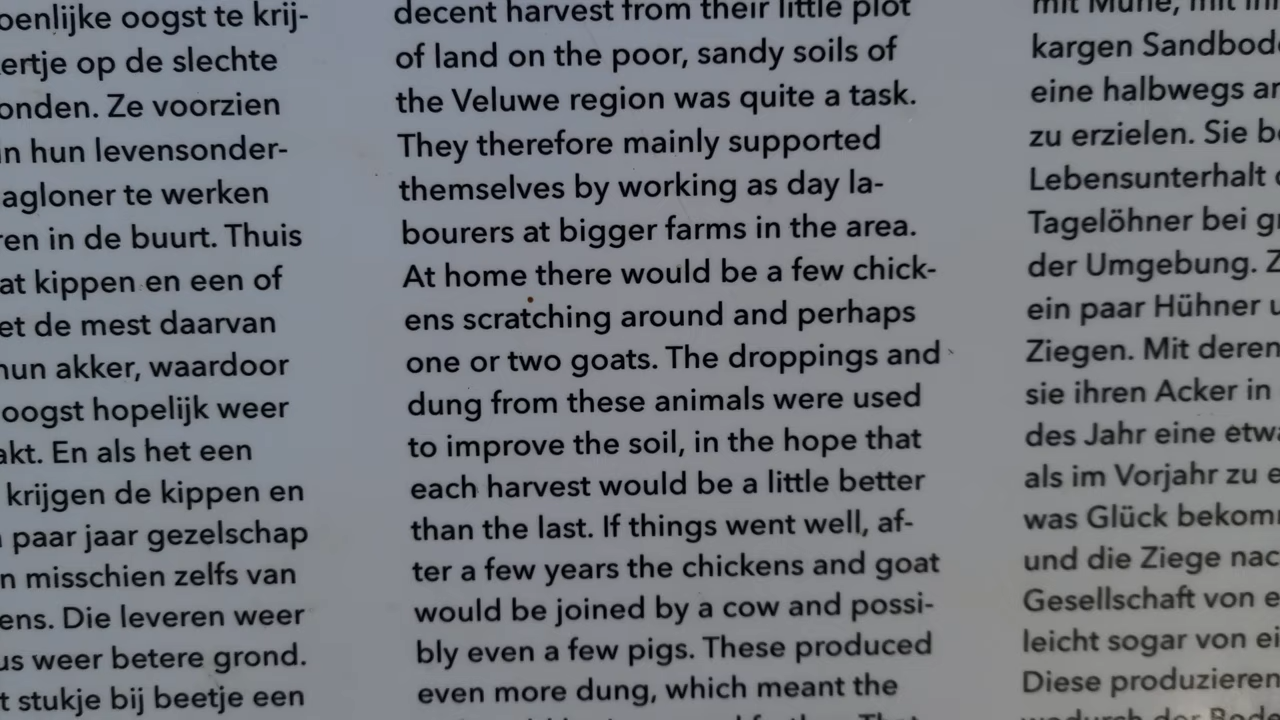 oenlijke oogst te krij-
ertje op de slechte
onden. Ze voorzien
in hun levensonder-
agloner te werken
ren in de buurt. Thuis
at kippen en een of
et de mest daarvan
hun akker, waardoor
oogst hopelijk weer
akt. En als het een
krijgen de kippen en
paar jaar gezelschap
n misschien zelfs van
ens. Die leveren weer
us weer betere grond.
t stukje bij beetje een
decent harvest from their little plot
of land on the poor, sandy soils of
the Veluwe region was quite a task.
They therefore mainly supported
themselves by working as day la-
bourers at bigger farms in the area.
At home there would be a few chick-
ens scratching around and perhaps
one or two goats. The droppings and
dung from these animals were used
to improve the soil, in the hope that
each harvest would be a little better
than the last. If things went well, af-
ter a few years the chickens and goat
would be joined by a cow and possi-
bly even a few pigs. These produced
even more dung, which meant the
mit Mühe, mit
kargen Sandbode
eine halbwegs an
zu erzielen. Sie be
Lebensunterhalt
Tagelöhner bei g
der Umgebung. Z
ein paar Hühner u
Ziegen. Mit deren
sie ihren Acker in
des Jahr eine etwa
als im Vorjahr zu e
was Glück bekom
und die Ziege nac
Gesellschaft von e
leicht sogar von ei
Diese produzieren